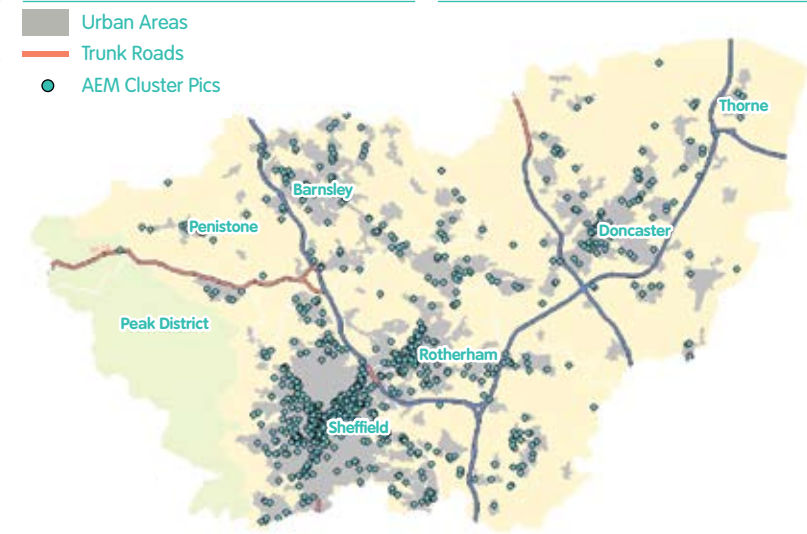 Urban Areas
Trunk Roads
AEM Cluster Pics
Thorne
Barnsley
Penistone
Doncaster
Peak District
Rotherham
Sheffield